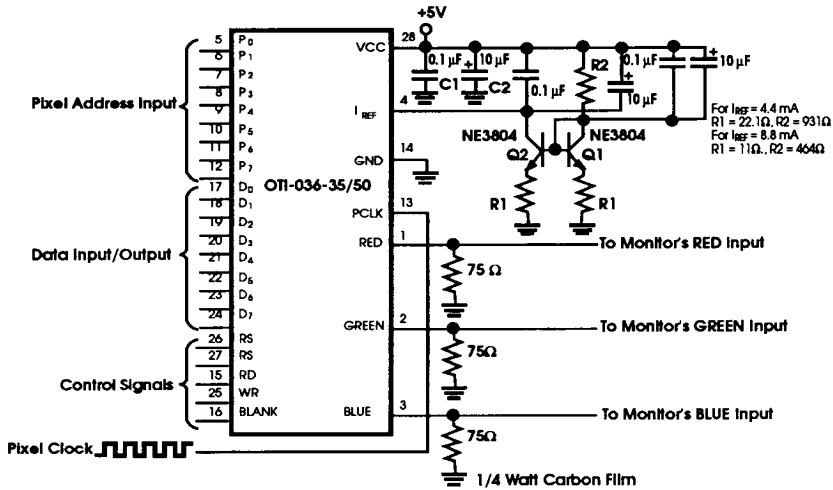 +5V
5 P0
6 P1
7 P2
8 P3
9 P4
10 P5
11 P6
12 P7
Pixel Address Input
17 D0
18 D1
19 D2
20 D3
21 D4
22 D5
23 D6
24 D7
Data Input/Output
26 RS
27 RS
15 RD
25 WR
16 BLANK
Control Signals
Pixel Clock
OTI-036-35/50
VCC 28
I REF 4
GND 14
PCLK 13
RED 1
GREEN 2
BLUE 3
0.1 µF
C1
10 µF
+
C2
0.1 µF
R2
+
10 µF
0.1 µF
+
10 µF
NE3804
NE3804
Q2
Q1
R1
R1
For IREF = 4.4 mA
R1 = 22.1Ω, R2 = 931Ω
For IREF = 8.8 mA
R1 = 11Ω, R2 = 464Ω
To Monitor's RED Input
75 Ω
To Monitor's GREEN Input
75Ω
To Monitor's BLUE Input
75Ω
1/4 Watt Carbon Film